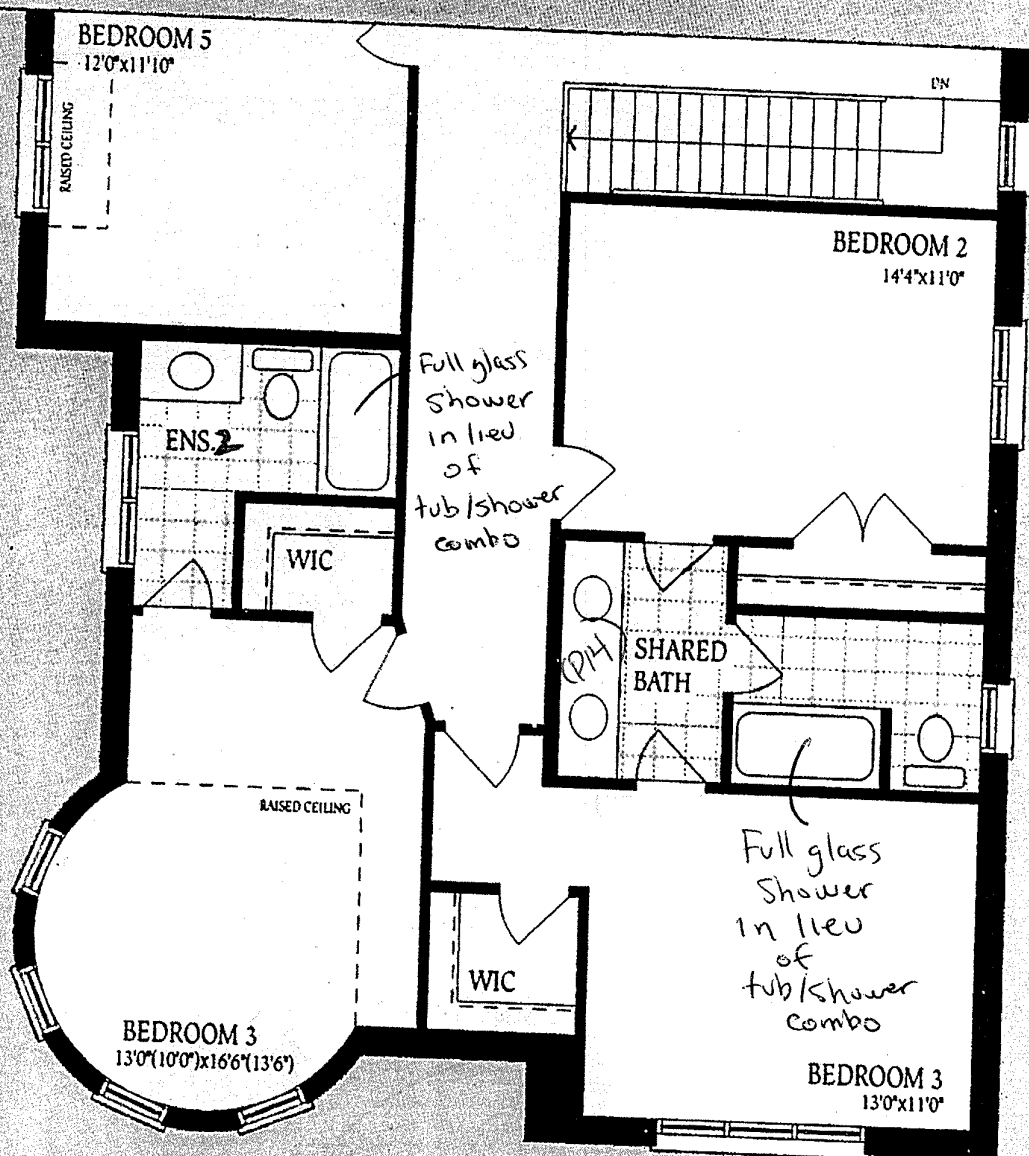 BEDROOM 5
12'0"x11'10"
RAISED CEILING
DN
BEDROOM 2
14'4"x11'0"
ENS.2
Full glass
shower
in lieu
of
tub/shower
combo
WIC
SHARED
BATH
RAISED CEILING
BEDROOM 3
13'0"(10'0")x16'6"(13'6")
WIC
Full glass
Shower
in lieu
of
tub/shower
combo
BEDROOM 3
13'0"x11'0"